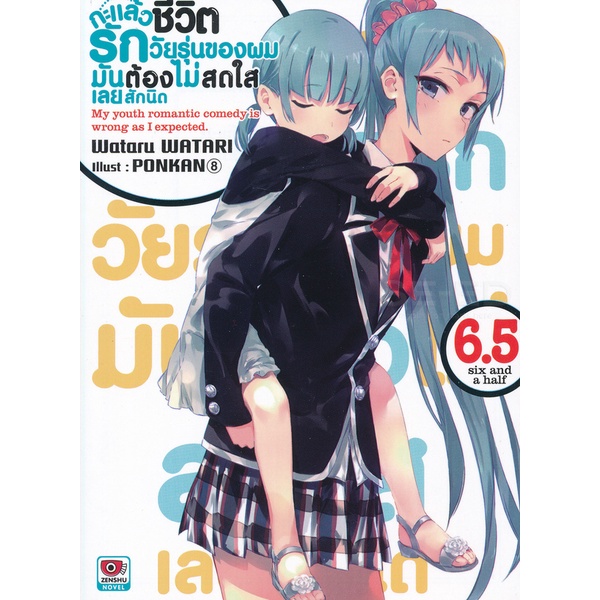 กะแล้วชีวิต
รักวัยรุ่นของผม
มันต้องไม่สดใส
เลยสักนิด
My youth romantic comedy is
wrong as I expected.
Wataru WATARI
Illust : PONKAN⑧
6.5
six and
a half
ZENSHU
NOVEL